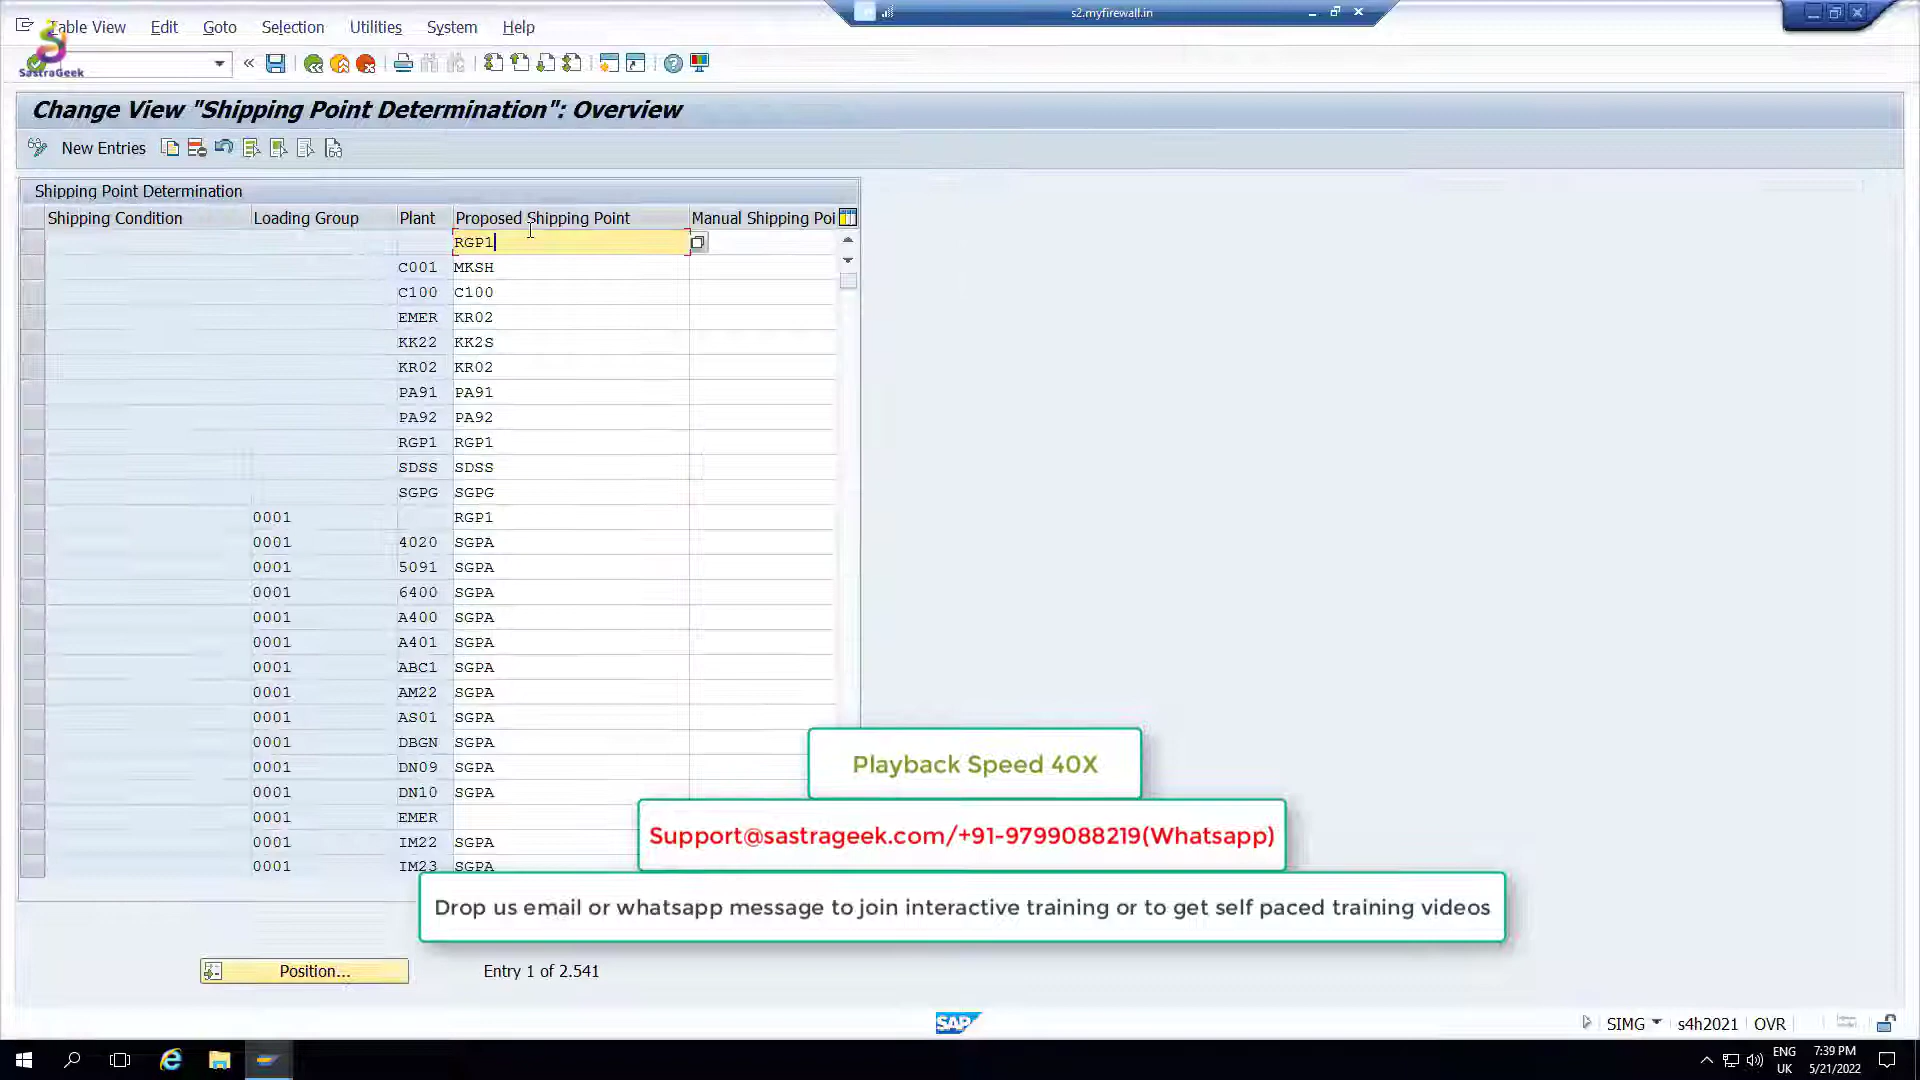 s2.myfirewall.in
Table View Edit Goto Selection Utilities System Help
SastraGeek
Change View "Shipping Point Determination": Overview
New Entries
Shipping Point Determination
Shipping Condition Loading Group Plant Proposed Shipping Point Manual Shipping Poi
RGP1
C001 MKSH
C100 C100
EMER KR02
KK22 KK2S
KR02 KR02
PA91 PA91
PA92 PA92
RGP1 RGP1
SDSS SDSS
SGPG SGPG
0001 RGP1
0001 4020 SGPA
0001 5091 SGPA
0001 6400 SGPA
0001 A400 SGPA
0001 A401 SGPA
0001 ABC1 SGPA
0001 AM22 SGPA
0001 AS01 SGPA
0001 DBGN SGPA
0001 DN09 SGPA
0001 DN10 SGPA
0001 EMER
0001 IM22 SGPA
0001 IM23 SGPA
Playback Speed 40X
Support@sastrageek.com/+91-9799088219(Whatsapp)
Drop us email or whatsapp message to join interactive training or to get self paced training videos
Position... Entry 1 of 2.541
SAP
SIMG s4h2021 OVR
ENG 7:39 PM
UK 5/21/2022